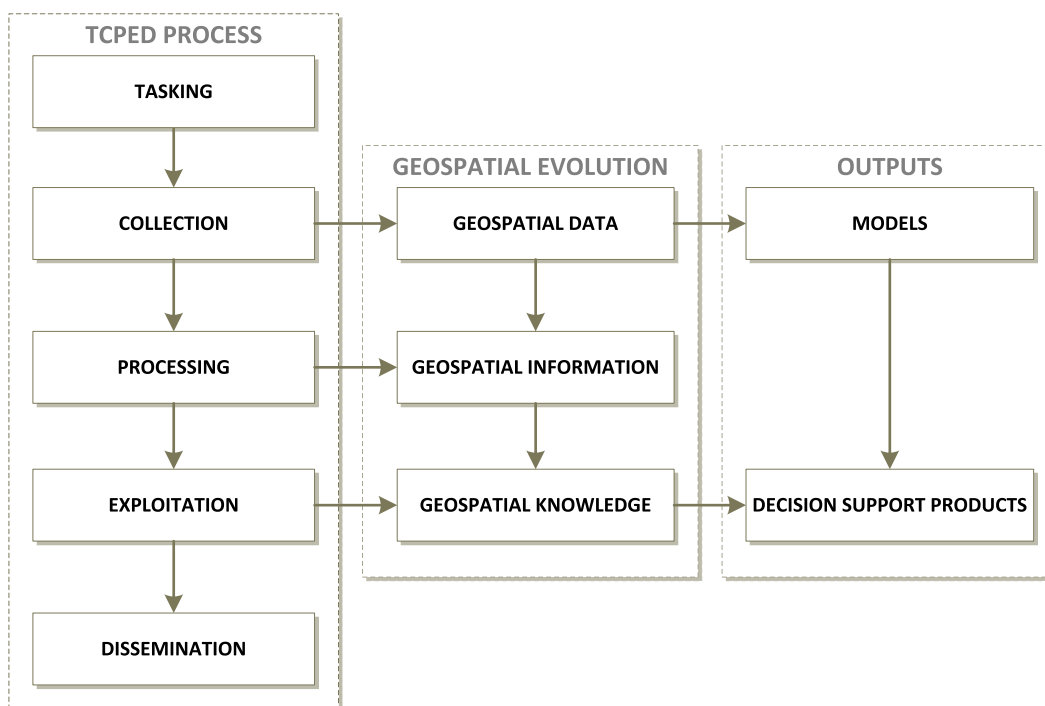 TCPED PROCESS
TASKING
COLLECTION
PROCESSING
EXPLOITATION
DISSEMINATION
GEOSPATIAL EVOLUTION
GEOSPATIAL DATA
GEOSPATIAL INFORMATION
GEOSPATIAL KNOWLEDGE
OUTPUTS
MODELS
DECISION SUPPORT PRODUCTS